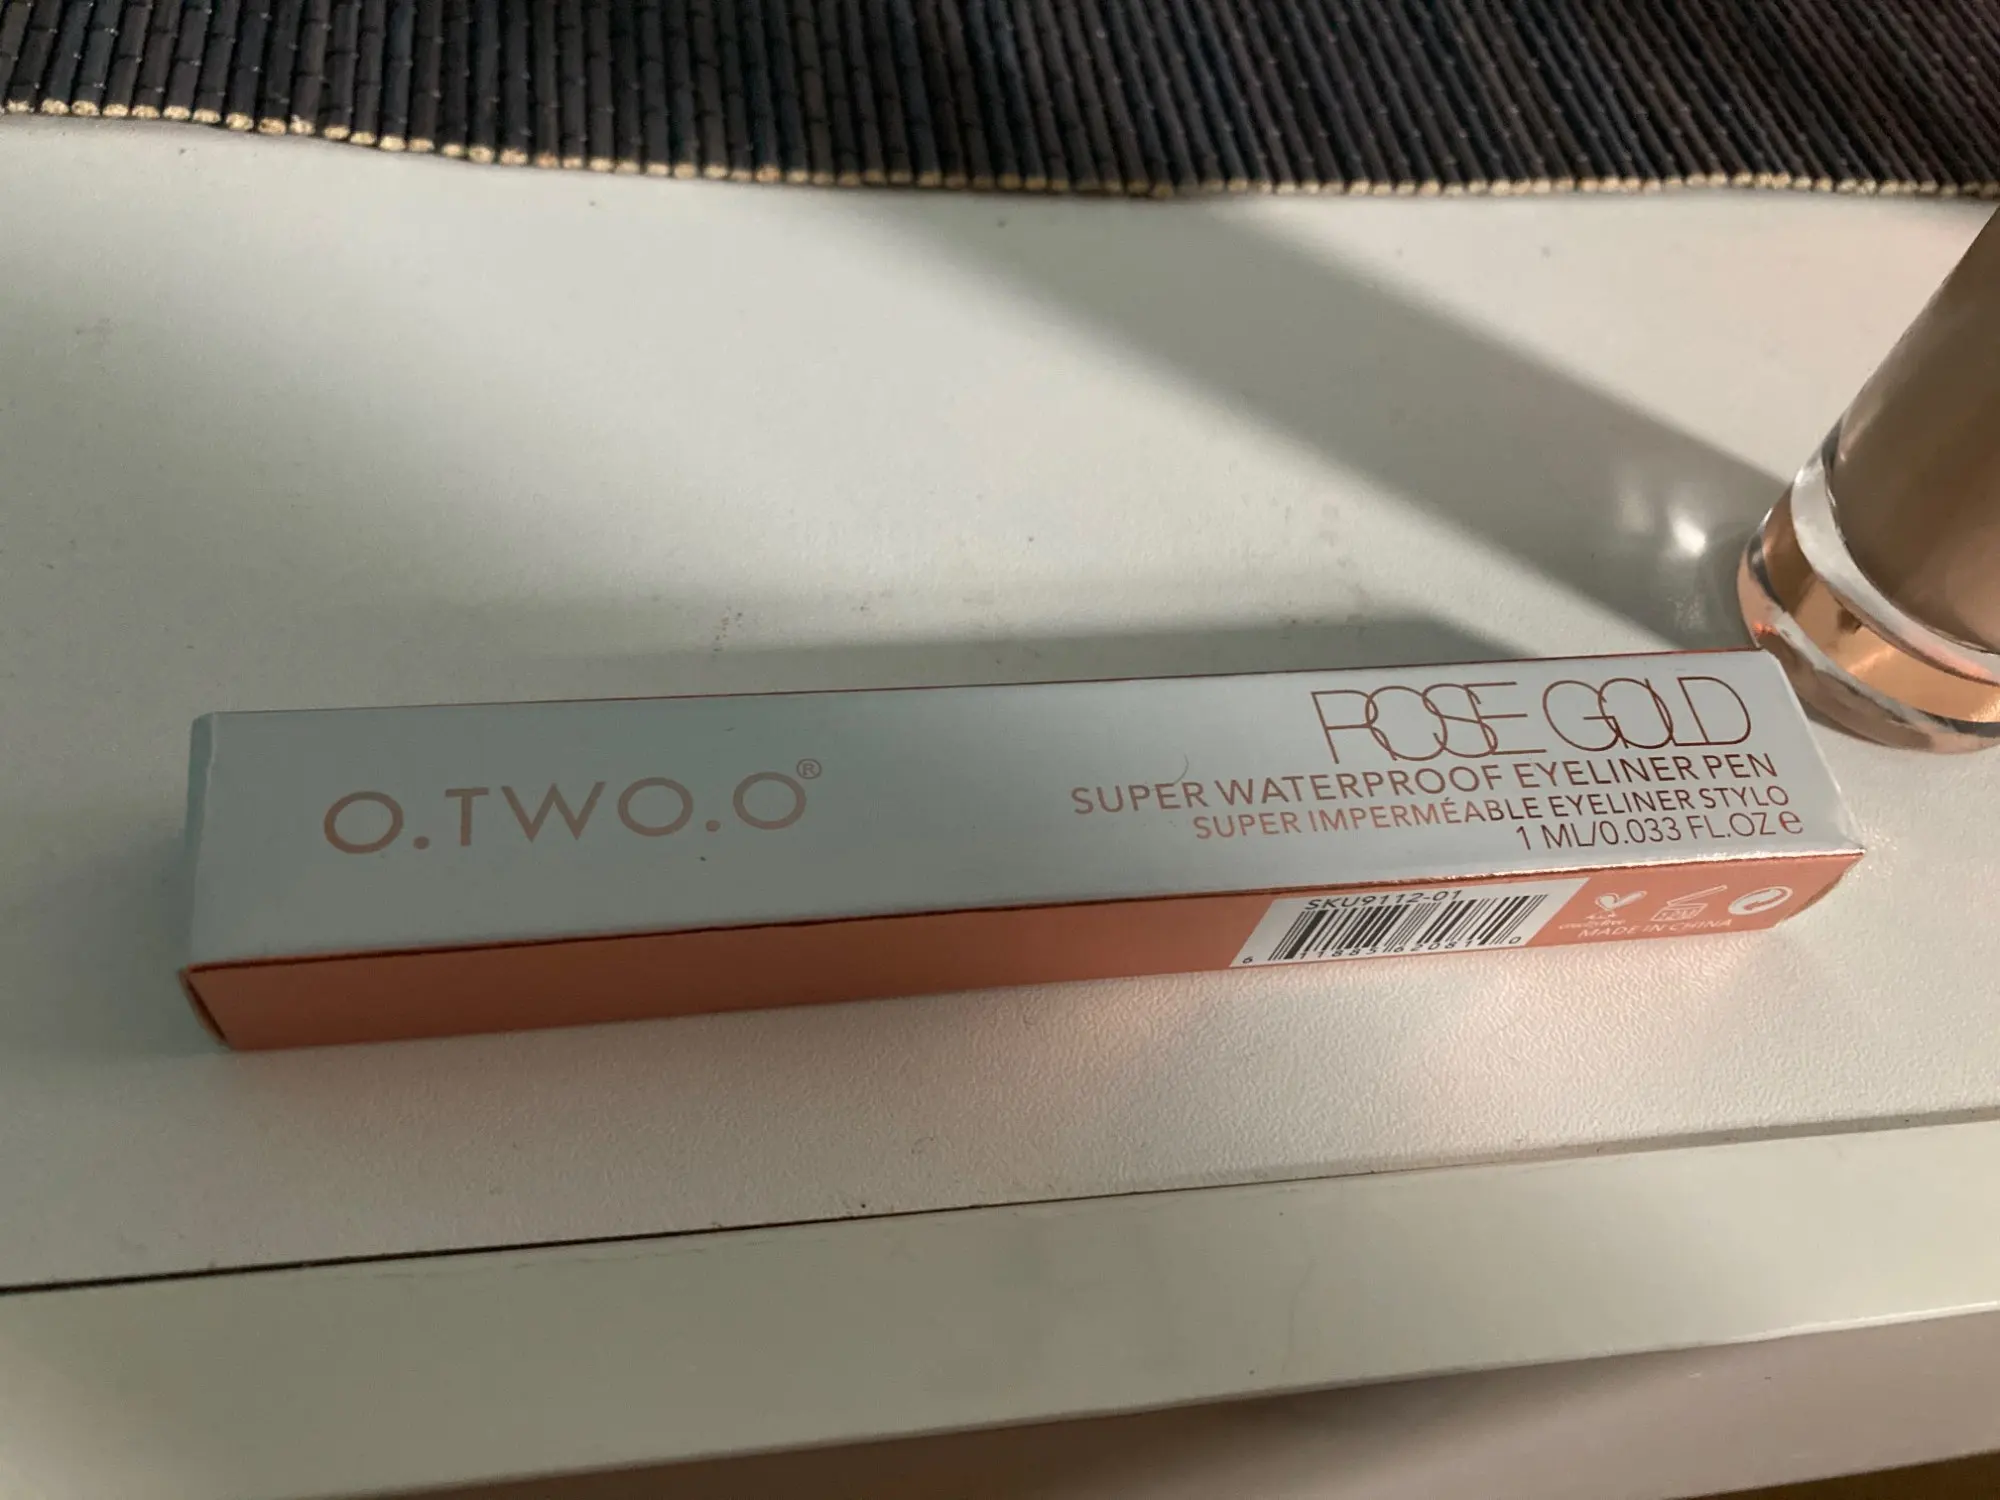 O.TWO.O®
ROSE GOLD
SUPER WATERPROOF EYELINER PEN
SUPER IMPERMÉABLE EYELINER STYLO
1 ML/0.033 FL.OZ e
SKU9112-01
MADE IN CHINA